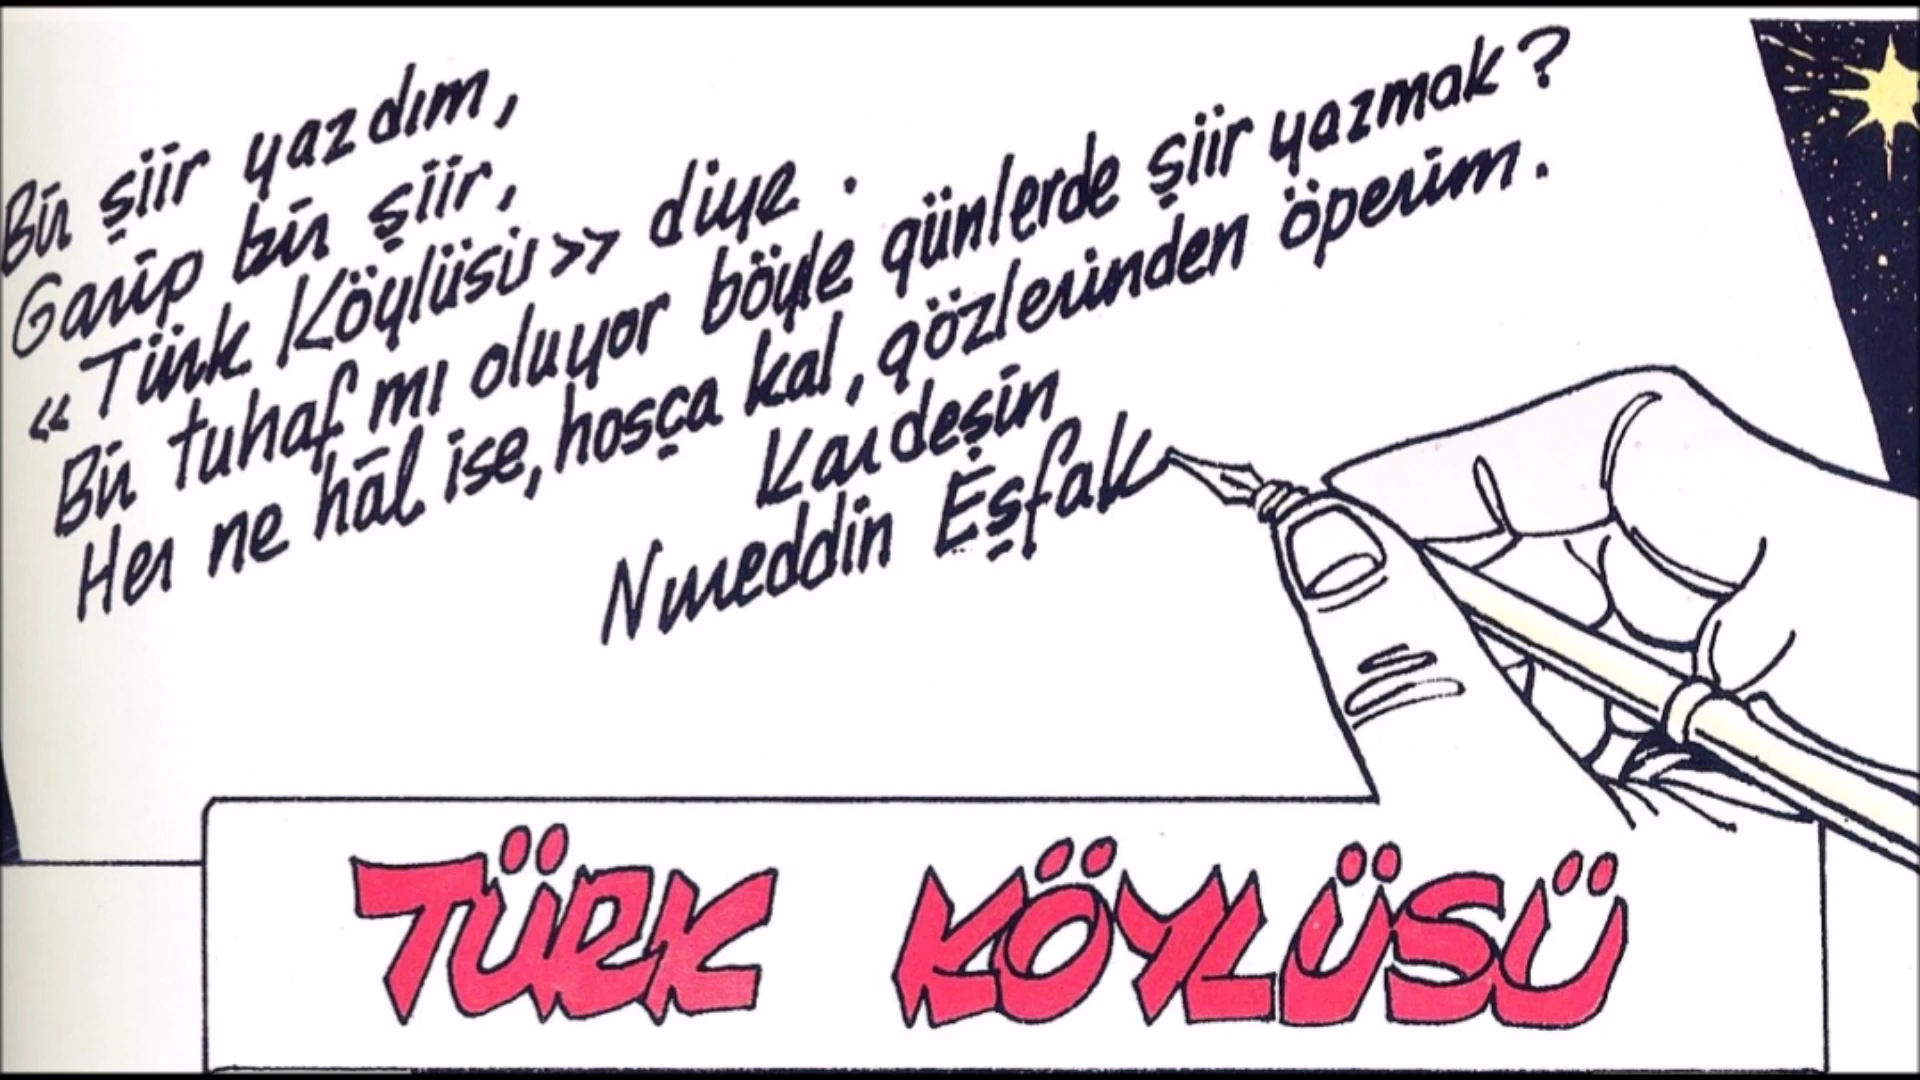 Bir şiir yazdım,
Garip bir şiir,
«Türk Köylüsü» diye.
Bir tuhaf mı oluyor böyle günlerde şiir yazmak?
Her ne hâl ise, hosça kal, gözlerinden öperim.
Kardeşin
Nureddin Eşfak
TÜRK KÖYLÜSÜ